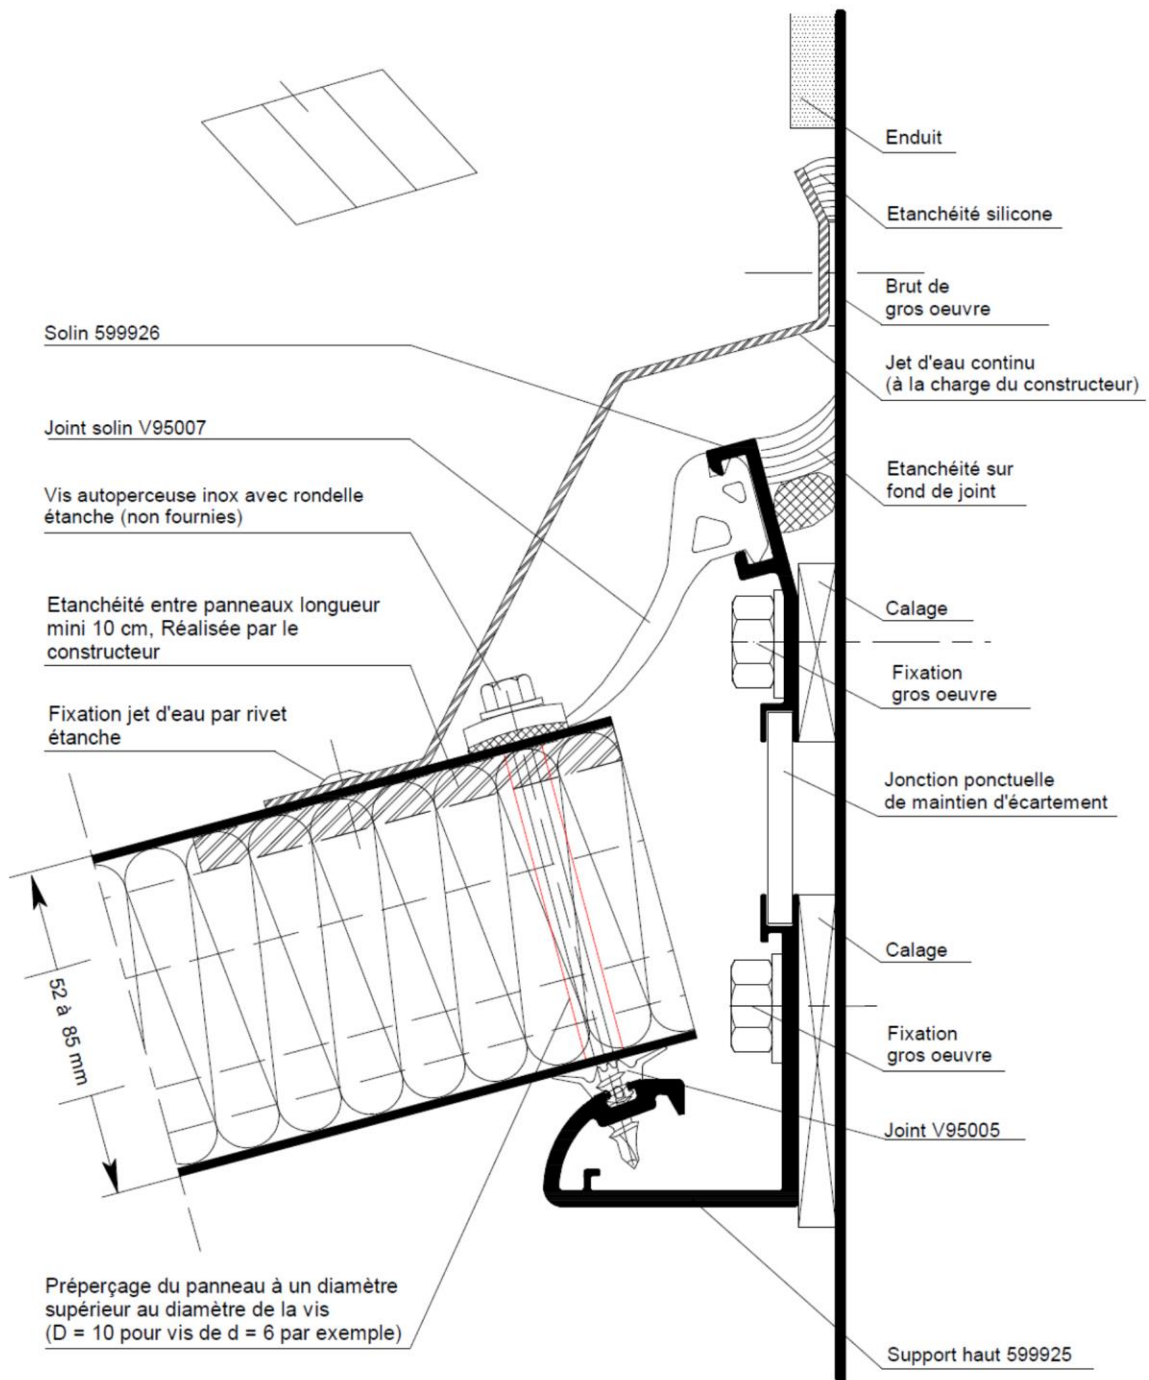 Enduit
Etanchéité silicone
Brut de
gros oeuvre
Solin 599926
Jet d'eau continu
(à la charge du constructeur)
Joint solin V95007
Etanchéité sur
fond de joint
Vis autoperceuse inox avec rondelle
étanche (non fournies)
Etanchéité entre panneaux longueur
mini 10 cm, Réalisée par le
constructeur
Calage
Fixation
gros oeuvre
Fixation jet d'eau par rivet
étanche
Jonction ponctuelle
de maintien d'écartement
Calage
52 à 85 mm
Fixation
gros oeuvre
Joint V95005
Préperçage du panneau à un diamètre
supérieur au diamètre de la vis
(D = 10 pour vis de d = 6 par exemple)
Support haut 599925